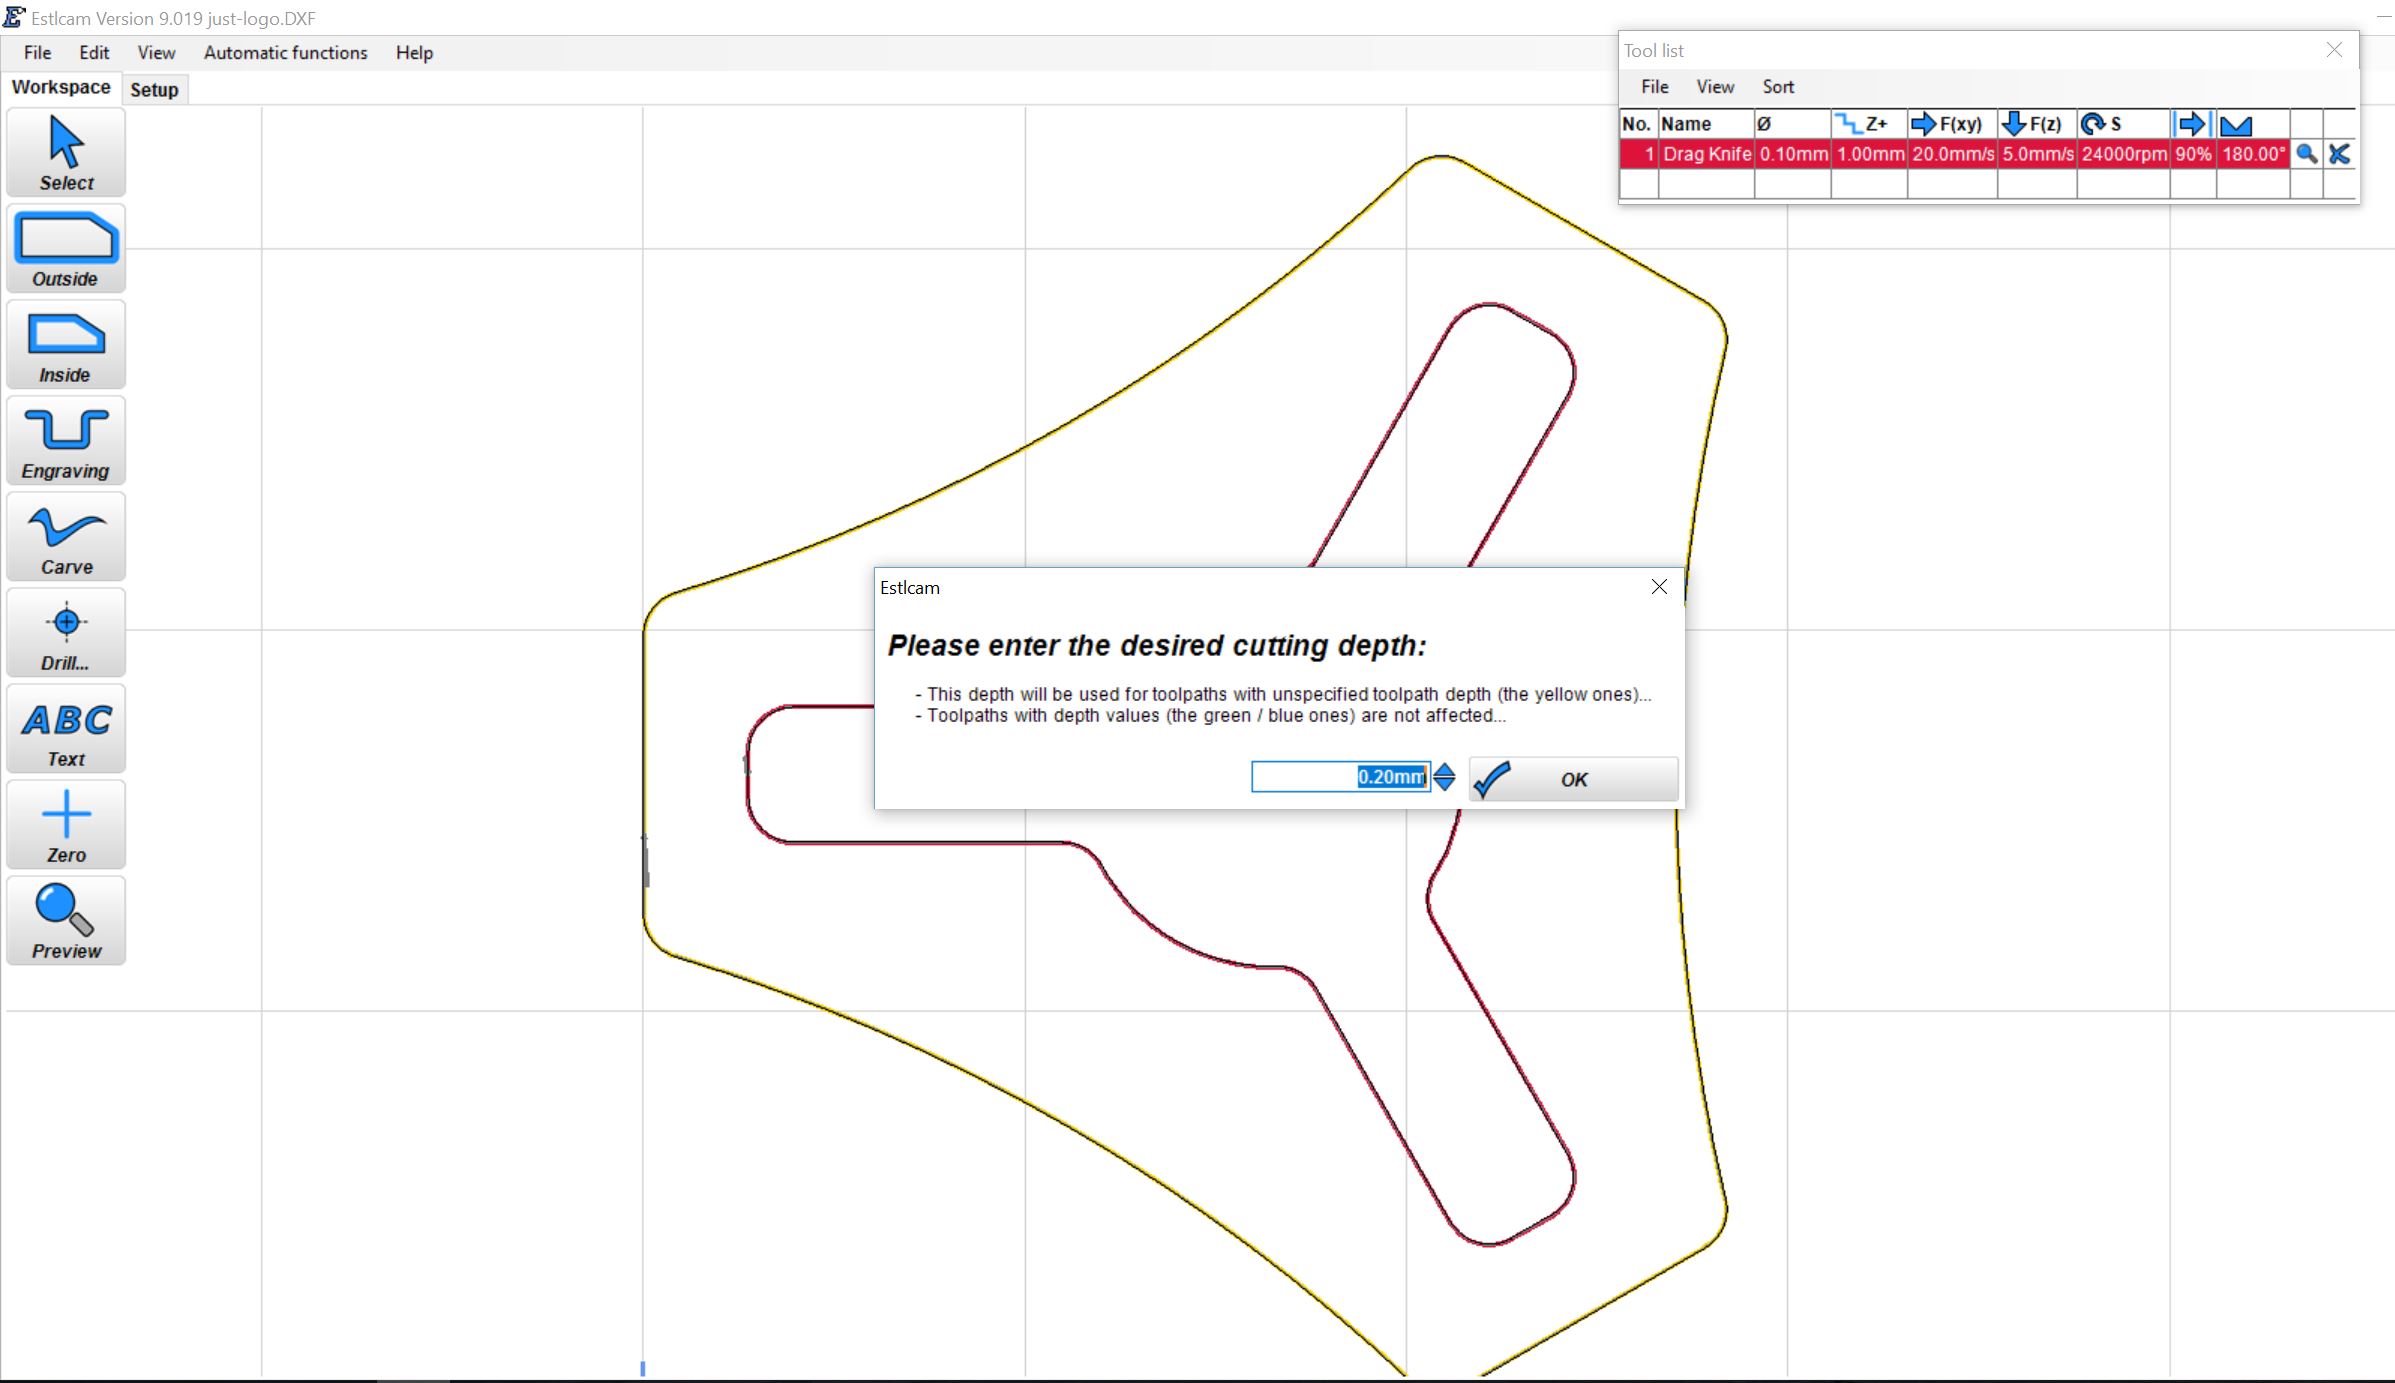 Estlcam Version 9.019 just-logo.DXF
File Edit View Automatic functions Help
Workspace Setup
Select
Outside
Inside
Engraving
Carve
Drill...
ABC
Text
Zero
Preview
Tool list
File View Sort
No. Name Ø Z+ F(xy) F(z) S
1 Drag Knife 0.10mm 1.00mm 20.0mm/s 5.0mm/s 24000rpm 90% 180.00°
Estlcam
Please enter the desired cutting depth:
- This depth will be used for toolpaths with unspecified toolpath depth (the yellow ones)...
- Toolpaths with depth values (the green / blue ones) are not affected...
0.20mm OK